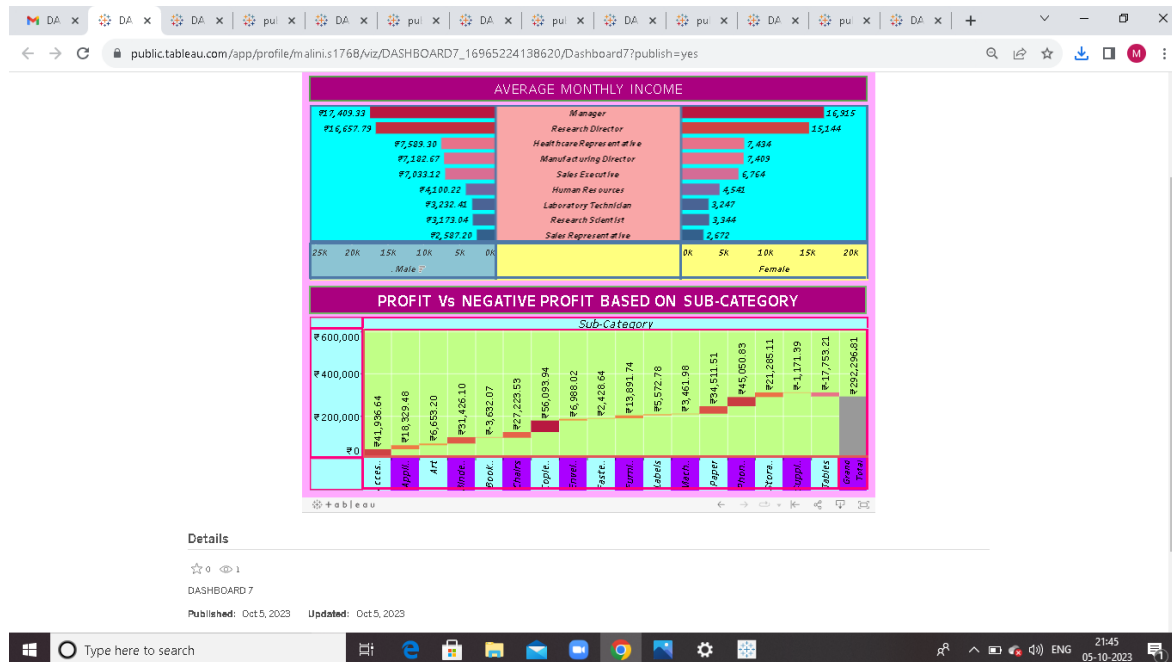 DA DA DA pul DA pul DA pul DA pul DA pul DA
public.tableau.com/app/profile/malini.s1768/viz/DASHBOARD7_16965224138620/Dashboard7?publish=yes M
AVERAGE MONTHLY INCOME
₹17,409.33 Manager 16,915
₹16,657.79 Research Director 15,144
₹7,589.30 Healthcare Representative 7,434
₹7,182.67 Manufacturing Director 7,409
₹7,033.12 Sales Executive 6,764
₹4,100.22 Human Resources 4,541
₹3,232.41 Laboratory Technician 3,247
₹3,173.04 Research Scientist 3,344
₹2,587.20 Sales Representative 2,672
25K 20K 15K 10K 5K 0K 0K 5K 10K 15K 20K
. Male Female
PROFIT Vs NEGATIVE PROFIT BASED ON SUB-CATEGORY
Sub-Category
₹600,000
₹400,000
₹200,000
₹0
₹41,936.64 ₹18,329.48 ₹6,653.20 ₹31,426.10 ₹-3,632.07 ₹27,223.53 ₹56,093.94 ₹6,988.02 ₹2,428.64 ₹13,891.74 ₹5,572.78 ₹3,461.98 ₹34,511.51 ₹45,050.83 ₹21,285.11 ₹-1,171.39 ₹-17,753.21 ₹292,296.81
Appli.. Art Book.. Chairs Labels Mach.. Paper Phon.. Tables Grand Total
tableau
Details
0 1
DASHBOARD 7
Published: Oct 5, 2023 Updated: Oct 5, 2023
Type here to search ENG 21:45
05-10-2023